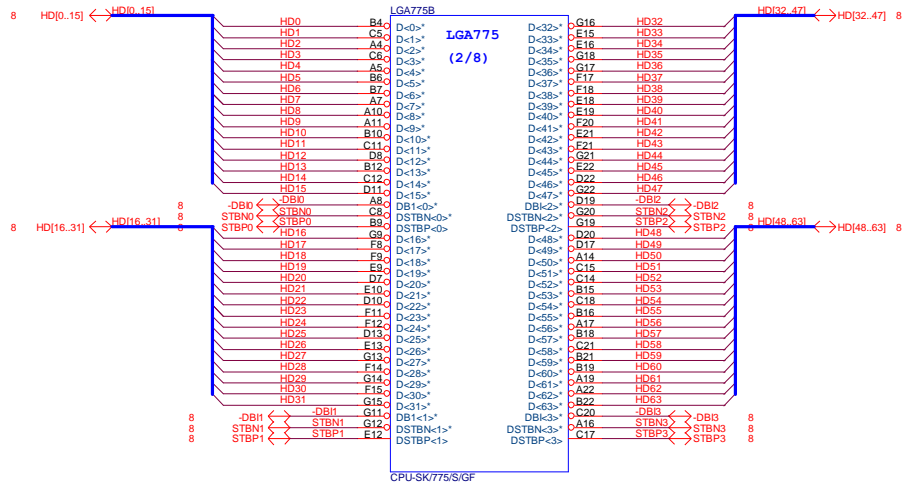 LGA775B
8 HD[0..15] HD[0..15] HD[32..47] HD[32..47] 8
LGA775
(2/8)
HD0 B4 D<0>* D<32>* G16 HD32
HD1 C5 D<1>* D<33>* E15 HD33
HD2 A4 D<2>* D<34>* E16 HD34
HD3 C6 D<3>* D<35>* G18 HD35
HD4 A5 D<4>* D<36>* G17 HD36
HD5 B6 D<5>* D<37>* F17 HD37
HD6 B7 D<6>* D<38>* F18 HD38
HD7 A7 D<7>* D<39>* E18 HD39
HD8 A10 D<8>* D<40>* E19 HD40
HD9 A11 D<9>* D<41>* F20 HD41
HD10 B10 D<10>* D<42>* E21 HD42
HD11 C11 D<11>* D<43>* F21 HD43
HD12 D8 D<12>* D<44>* G21 HD44
HD13 B12 D<13>* D<45>* E22 HD45
HD14 C12 D<14>* D<46>* D22 HD46
HD15 D11 D<15>* D<47>* G22 HD47
8 -DBI0 -DBI0 A8 DB1<0>* DBI<2>* D19 -DBI2 -DBI2 8
8 STBN0 STBN0 C8 DSTBN<0>* DSTBN<2>* G20 STBN2 STBN2 8
8 STBP0 STBP0 B9 DSTBP<0> DSTBP<2> G19 STBP2 STBP2 8
8 HD[16..31] HD[16..31] HD[48..63] HD[48..63] 8
HD16 G9 D<16>* D<48>* D20 HD48
HD17 F8 D<17>* D<49>* D17 HD49
HD18 F9 D<18>* D<50>* A14 HD50
HD19 E9 D<19>* D<51>* C15 HD51
HD20 D7 D<20>* D<52>* C14 HD52
HD21 E10 D<21>* D<53>* B15 HD53
HD22 D10 D<22>* D<54>* C18 HD54
HD23 F11 D<23>* D<55>* B16 HD55
HD24 F12 D<24>* D<56>* A17 HD56
HD25 D13 D<25>* D<57>* B18 HD57
HD26 E13 D<26>* D<58>* C21 HD58
HD27 G13 D<27>* D<59>* B21 HD59
HD28 F14 D<28>* D<60>* B19 HD60
HD29 G14 D<29>* D<61>* A19 HD61
HD30 F15 D<30>* D<62>* A22 HD62
HD31 G15 D<31>* D<63>* B22 HD63
8 -DBI1 -DBI1 G11 DB1<1>* DBI<3>* C20 -DBI3 -DBI3 8
8 STBN1 STBN1 G12 DSTBN<1>* DSTBN<3>* A16 STBN3 STBN3 8
8 STBP1 STBP1 E12 DSTBP<1> DSTBP<3> C17 STBP3 STBP3 8
CPU-SK/775/S/GF